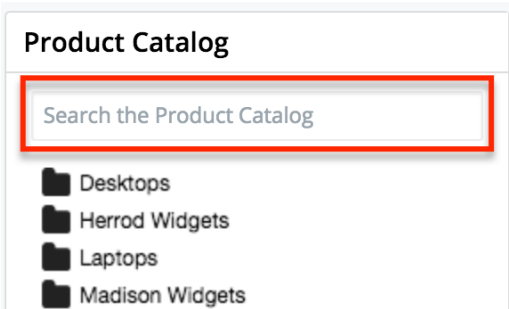 Product Catalog
Search the Product Catalog
Desktops
Herrod Widgets
Laptops
Madison Widgets